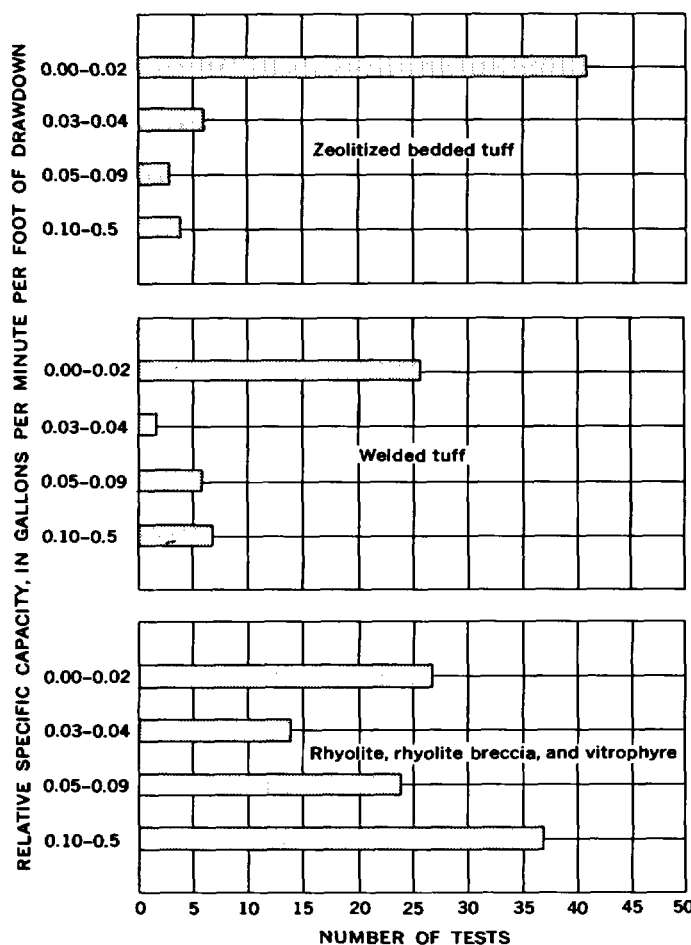 RELATIVE SPECIFIC CAPACITY, IN GALLONS PER MINUTE PER FOOT OF DRAWDOWN
0.00–0.02
0.03–0.04
Zeolitized bedded tuff
0.05–0.09
0.10–0.5
0.00–0.02
0.03–0.04
Welded tuff
0.05–0.09
0.10–0.5
0.00–0.02
0.03–0.04
Rhyolite, rhyolite breccia, and vitrophyre
0.05–0.09
0.10–0.5
0 5 10 15 20 25 30 35 40 45 50
NUMBER OF TESTS